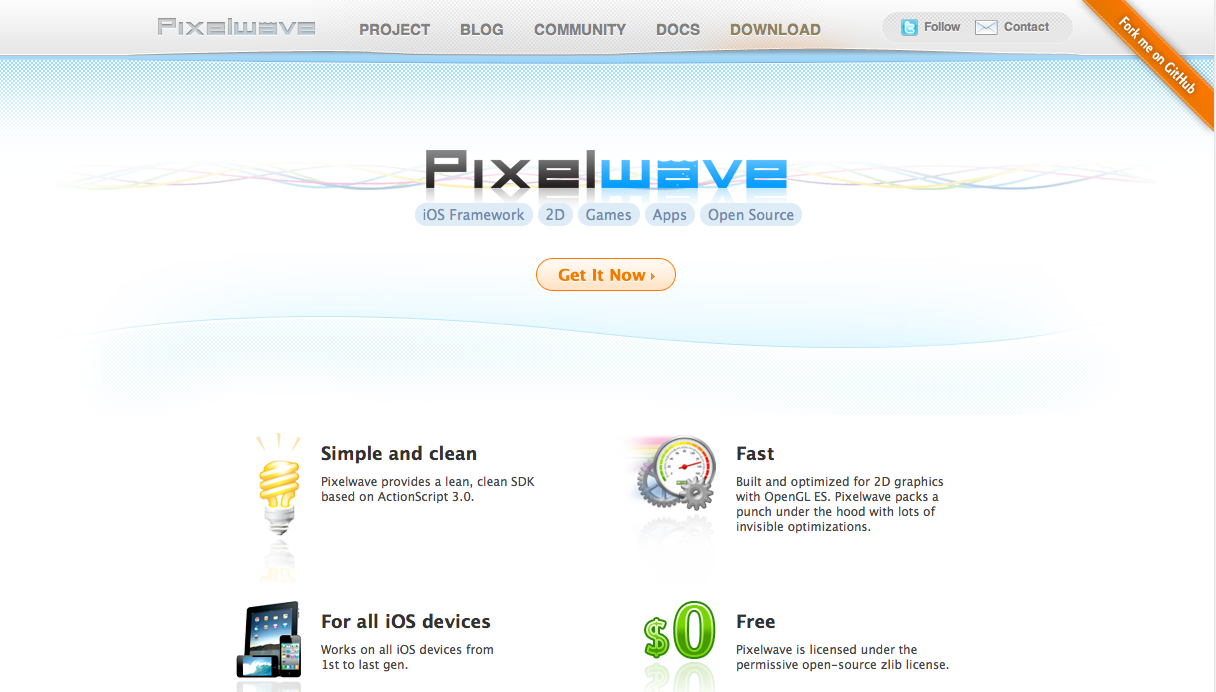 Pixelwave
PROJECT BLOG COMMUNITY DOCS DOWNLOAD
Follow Contact
Fork me on GitHub
Pixelwave
iOS Framework 2D Games Apps Open Source
Get It Now ›
Simple and clean
Pixelwave provides a lean, clean SDK
based on ActionScript 3.0.
Fast
Built and optimized for 2D graphics
with OpenGL ES. Pixelwave packs a
punch under the hood with lots of
invisible optimizations.
For all iOS devices
Works on all iOS devices from
1st to last gen.
$0
Free
Pixelwave is licensed under the
permissive open-source zlib license.